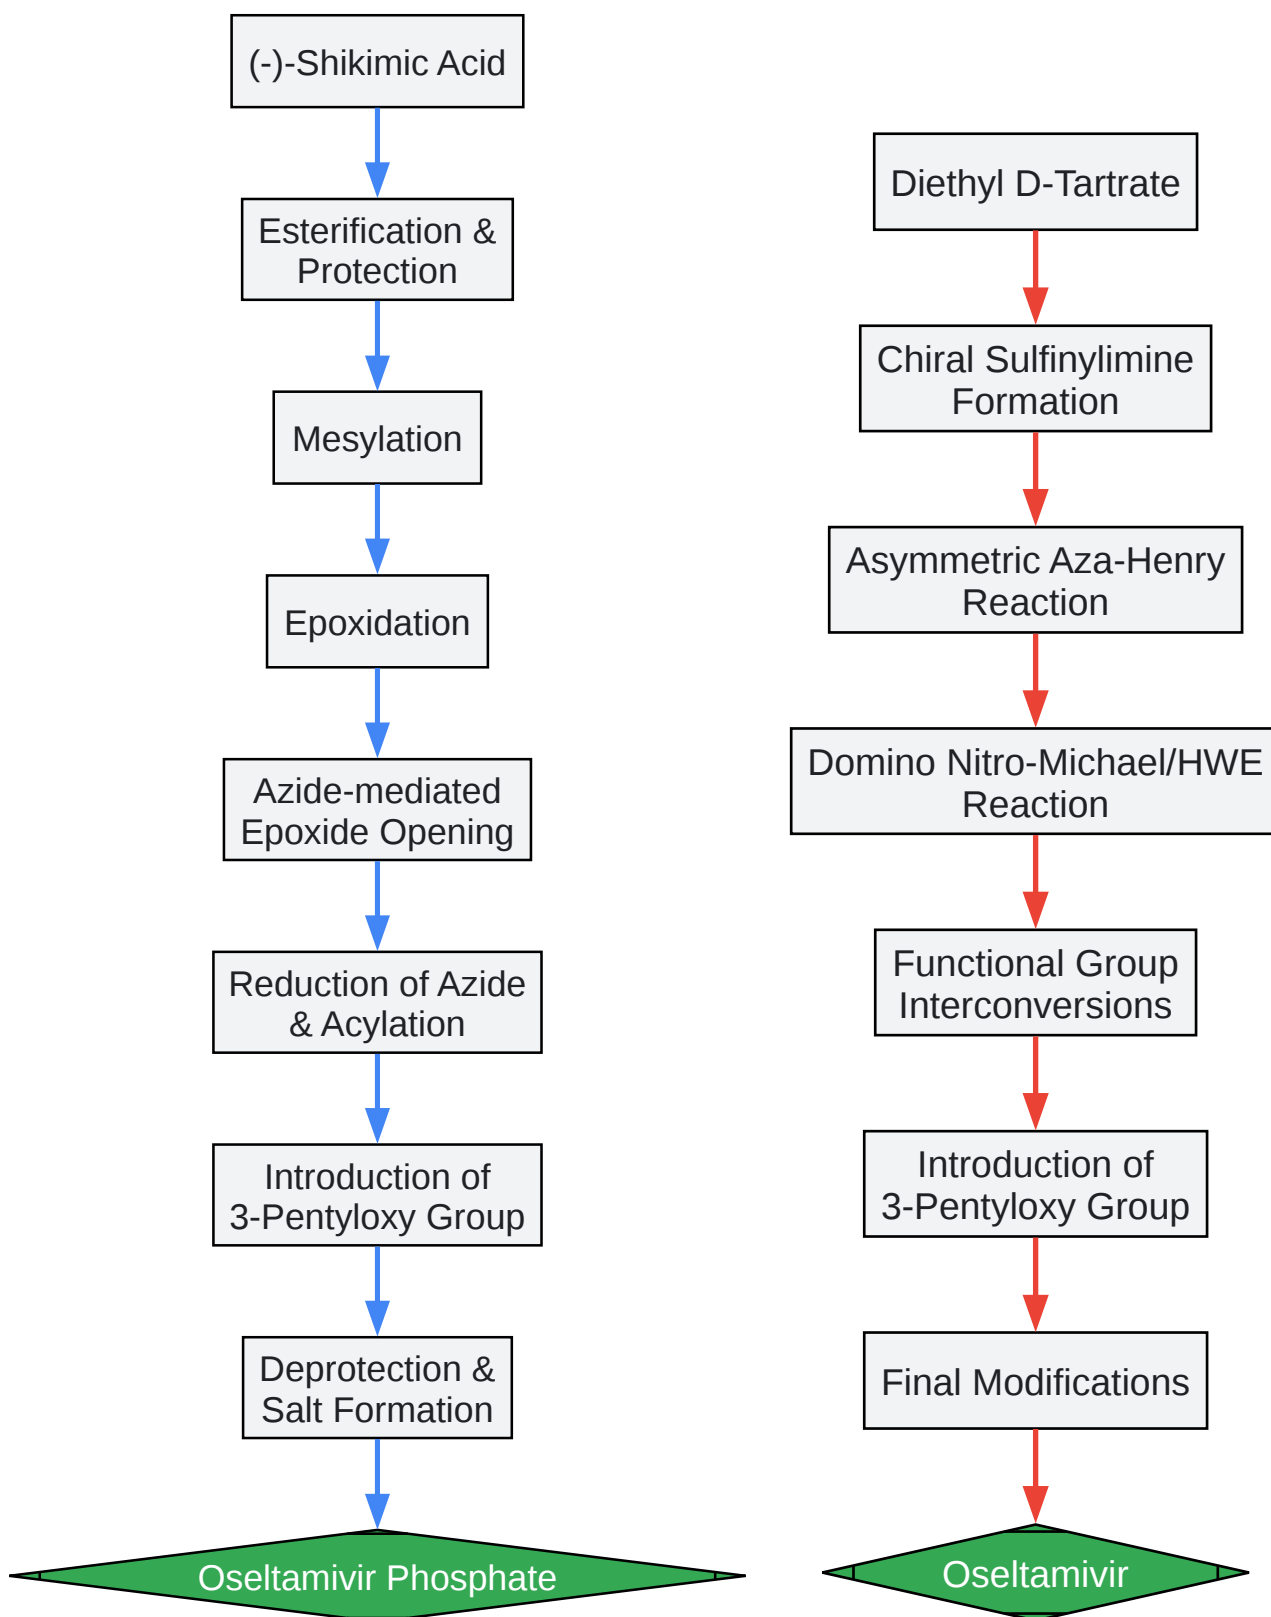 (-)-Shikimic Acid
Esterification &
Protection
Mesylation
Epoxidation
Azide-mediated
Epoxide Opening
Reduction of Azide
& Acylation
Introduction of
3-Pentyloxy Group
Deprotection &
Salt Formation
Oseltamivir Phosphate
Diethyl D-Tartrate
Chiral Sulfinylimine
Formation
Asymmetric Aza-Henry
Reaction
Domino Nitro-Michael/HWE
Reaction
Functional Group
Interconversions
Introduction of
3-Pentyloxy Group
Final Modifications
Oseltamivir